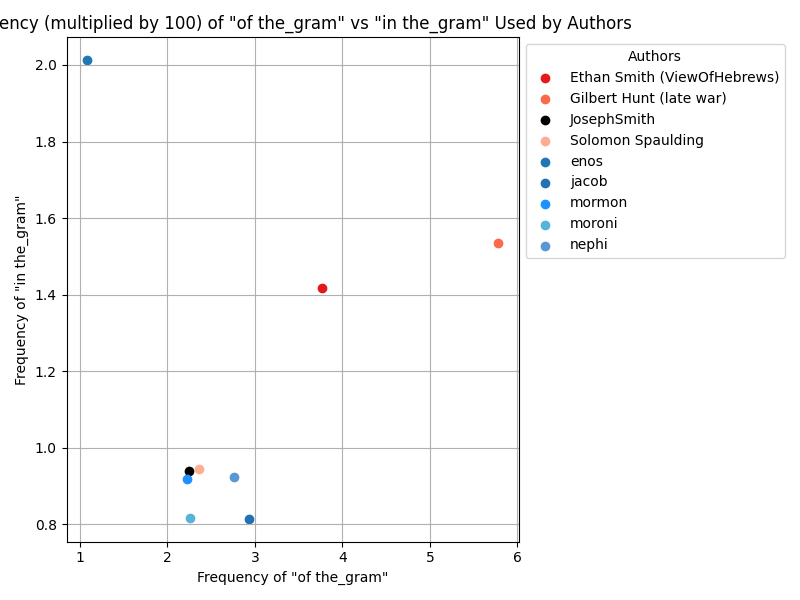 ency (multiplied by 100) of "of the_gram" vs "in the_gram" Used by Authors
2.0
1.8
1.6
1.4
1.2
1.0
0.8
Frequency of "in the_gram"
1 2 3 4 5 6
Frequency of "of the_gram"
Authors
Ethan Smith (ViewOfHebrews)
Gilbert Hunt (late war)
JosephSmith
Solomon Spaulding
enos
jacob
mormon
moroni
nephi